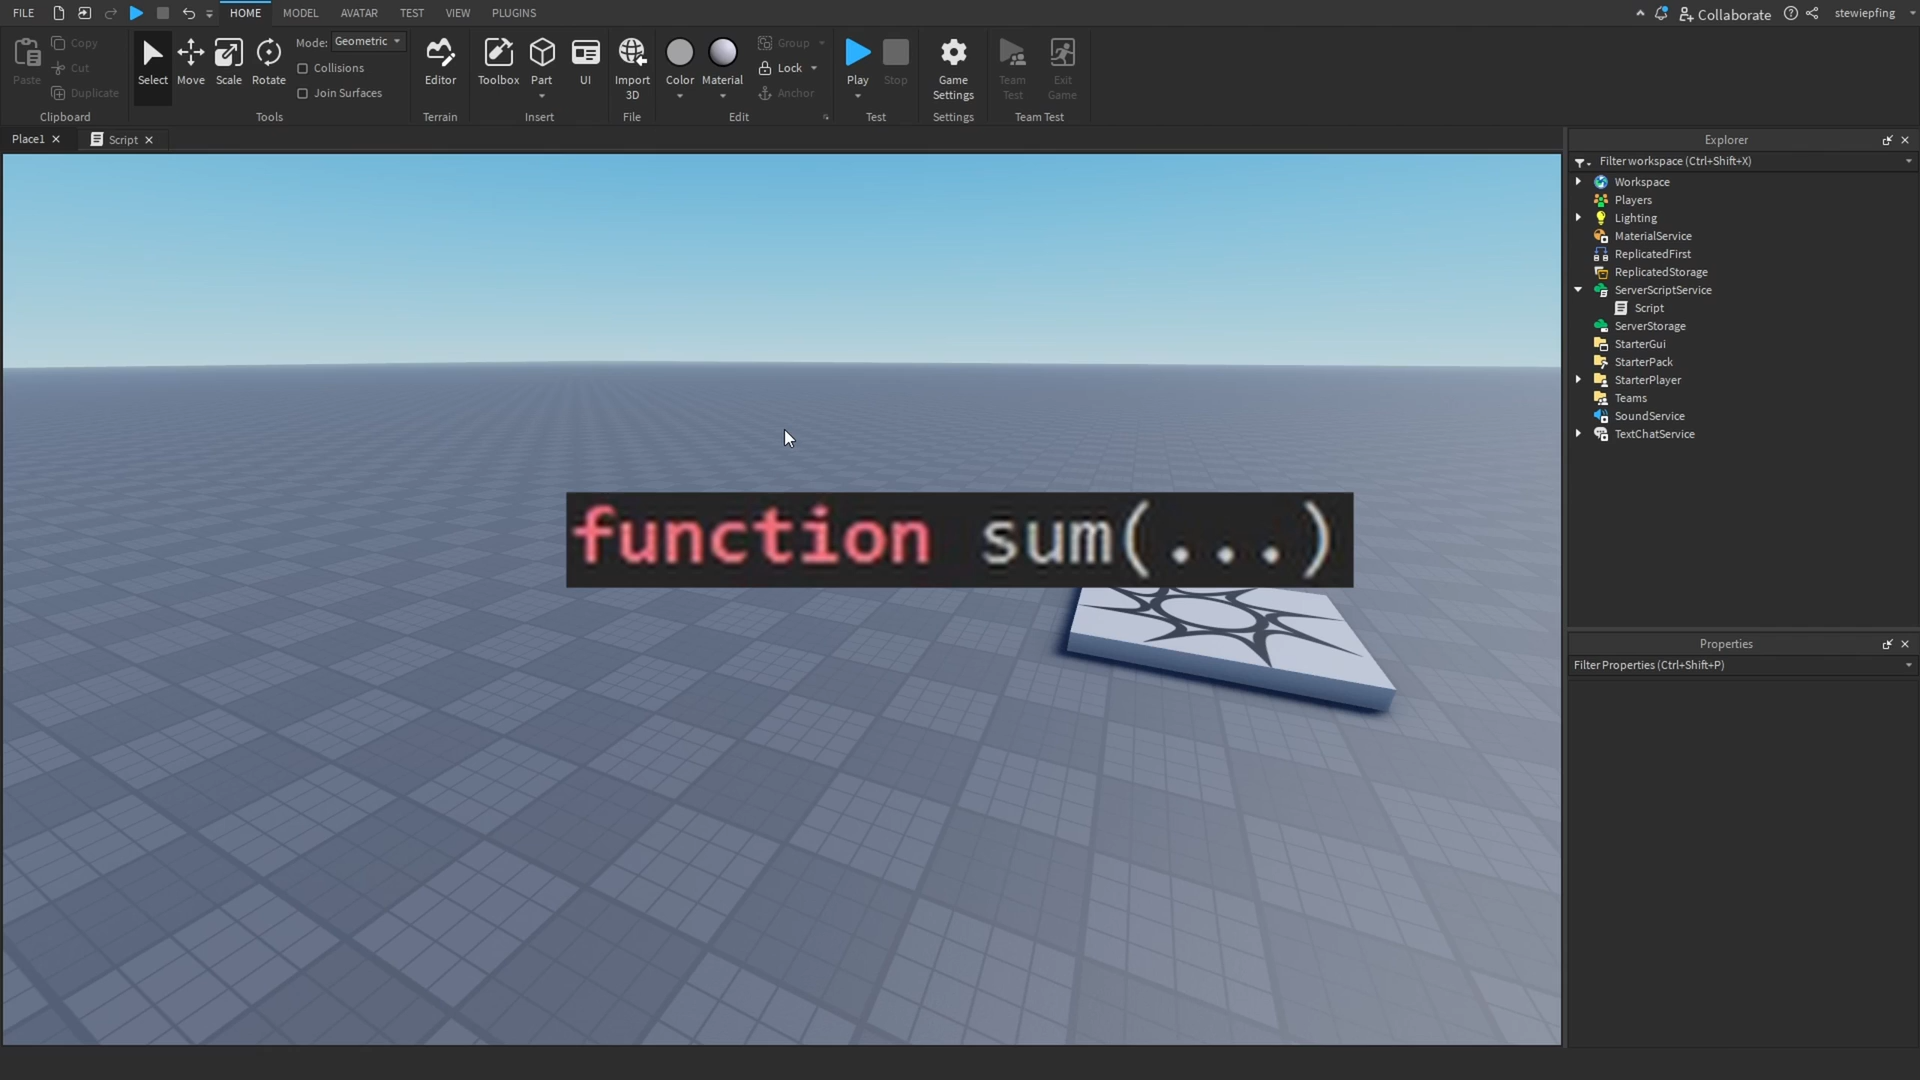 FILE HOME MODEL AVATAR TEST VIEW PLUGINS Collaborate stewiepfing
Paste Copy Cut Duplicate
Clipboard
Select Move Scale Rotate Mode: Geometric
Collisions
Join Surfaces
Tools
Editor
Terrain
Toolbox Part UI
Insert
Import 3D
File
Color Material Group Lock Anchor
Edit
Play Stop
Test
Game Settings
Settings
Team Test Exit Game
Team Test
Place1 Script
function sum(...)
Explorer
Filter workspace (Ctrl+Shift+X)
Workspace
Players
Lighting
MaterialService
ReplicatedFirst
ReplicatedStorage
ServerScriptService
Script
ServerStorage
StarterGui
StarterPack
StarterPlayer
Teams
SoundService
TextChatService
Properties
Filter Properties (Ctrl+Shift+P)